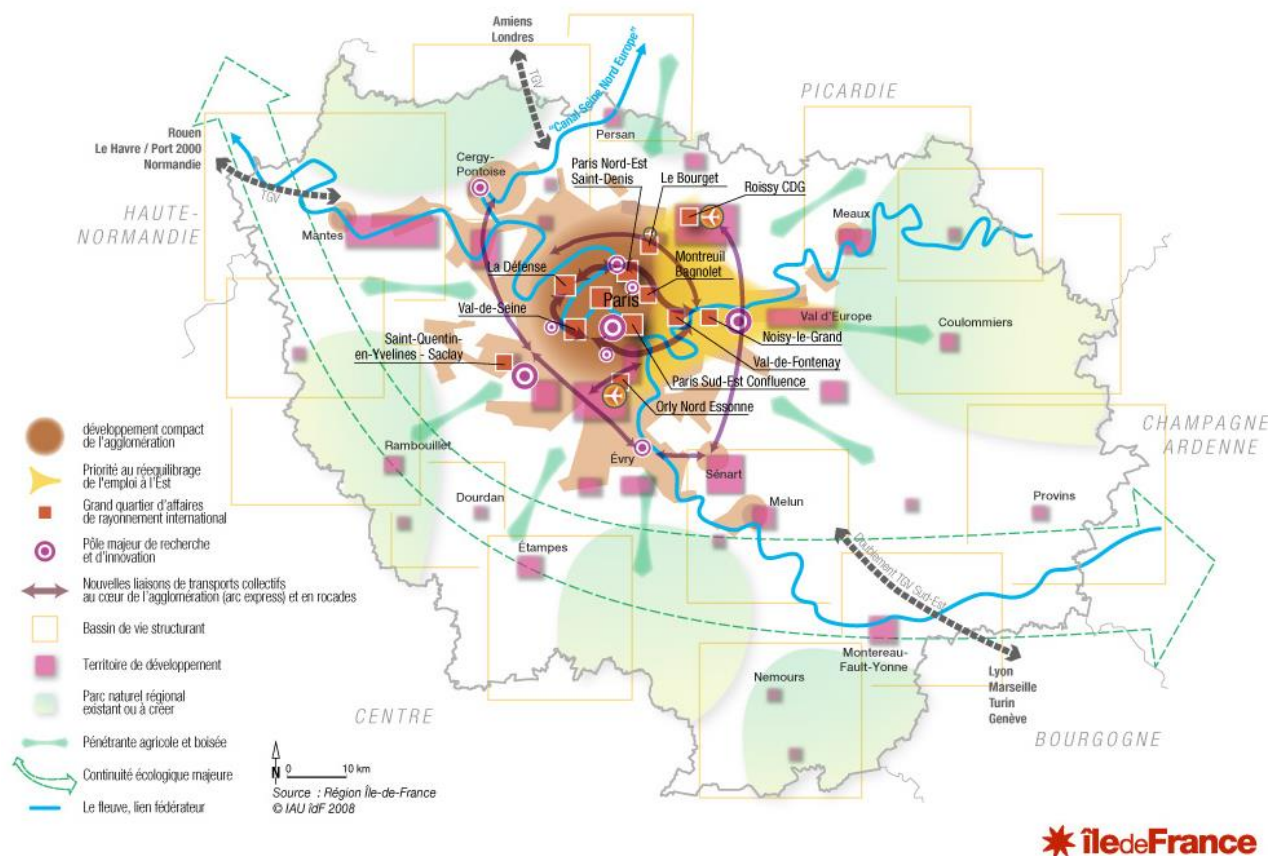 Amiens
Londres
TGV
"Canal Seine Nord Europe"
PICARDIE
Rouen
Le Havre / Port 2000
Normandie
TGV
HAUTE-
NORMANDIE
Persan
Cergy-
Pontoise
Paris Nord-Est
Saint-Denis
Le Bourget
Roissy CDG
Mantes
Meaux
La Défense
Montreuil
Bagnolet
Paris
Val-de-Seine
Val d'Europe
Coulommiers
Noisy-le-Grand
Saint-Quentin-
en-Yvelines - Saclay
Val-de-Fontenay
Paris Sud-Est Confluence
Orly Nord Essonne
CHAMPAGNE
ARDENNE
Rambouillet
Évry
Sénart
Dourdan
Melun
Provins
Étampes
Doublement TGV Sud-Est
Montereau-
Fault-Yonne
Nemours
Lyon
Marseille
Turin
Genève
CENTRE
BOURGOGNE
développement compact
de l'agglomération
Priorité au réequilibrage
de l'emploi à l'Est
Grand quartier d'affaires
de rayonnement international
Pôle majeur de recherche
et d'innovation
Nouvelles liaisons de transports collectifs
au cœur de l'agglomération (arc express) et en rocades
Bassin de vie structurant
Territoire de développement
Parc naturel régional
existant ou à créer
Pénétrante agricole et boisée
Continuité écologique majeure
Le fleuve, lien fédérateur
N
0 10 km
Source : Région Île-de-France
© IAU îdF 2008
îledeFrance